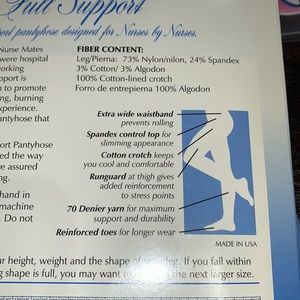 Full Support
port pantyhose designed for Nurses by Nurses.
Nurse Mates
were hospital
working
pport is
n to promote
ng, burning
xperience.
antyhose that
ort Pantyhose
ed the way
e assured
ng.
hand in
machine
. Do not
FIBER CONTENT:
Leg/Pierna: 73% Nylon/nilon, 24% Spandex
3% Cotton/ 3% Algodon
100% Cotton-lined crotch
Forro de entrepierna 100% Algodon
Extra wide waistband
prevents rolling
Spandex control top for
slimming appearance
Cotton crotch keeps
you cool and comfortable
Runguard at thigh gives
added reinforcement
to stress points
70 Denier yarn for maximum
support and durability
Reinforced toes for longer wear
MADE IN USA
ur height, weight and the shape of your leg. If you fall within
g shape is full, you may want to the next larger size.